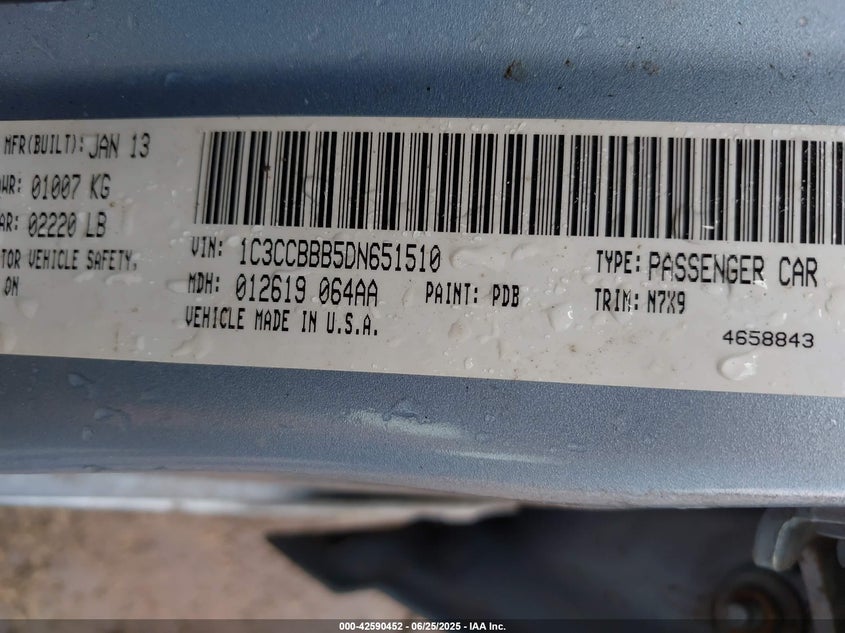 MFR(BUILT): JAN 13
WR: 01007 KG
AR: 02220 LB
TOR VEHICLE SAFETY,
ON
VIN: 1C3CCBBB5DN651510
TYPE: PASSENGER CAR
MDH: 012619 064AA PAINT: PDB TRIM: N7X9
VEHICLE MADE IN U.S.A.
4658843
000-42590452 - 06/25/2025 - IAA Inc.